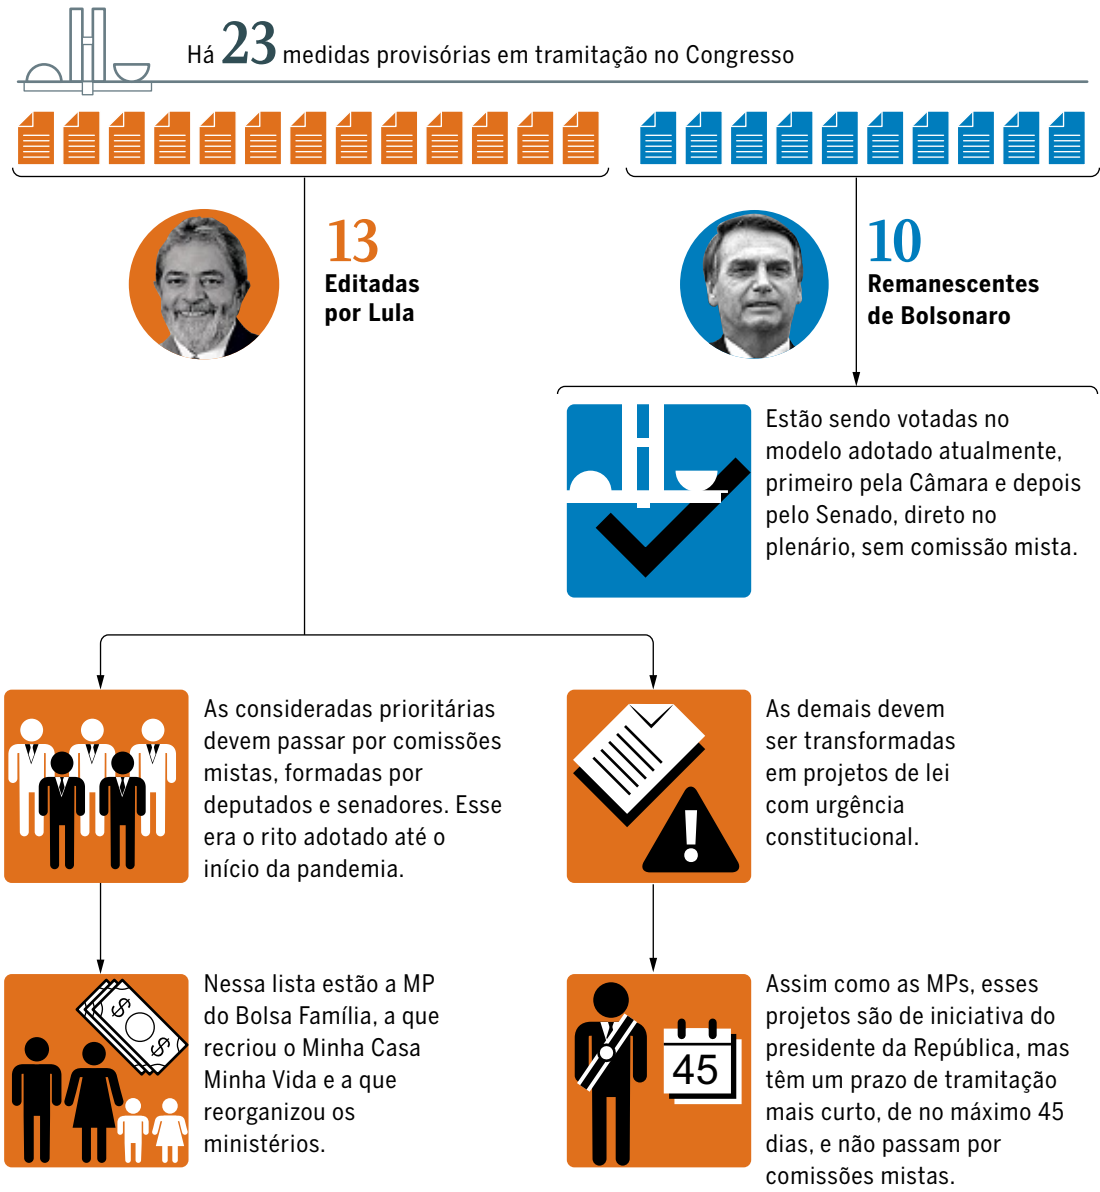 Há 23 medidas provisórias em tramitação no Congresso
13
Editadas
por Lula
10
Remanescentes
de Bolsonaro
Estão sendo votadas no
modelo adotado atualmente,
primeiro pela Câmara e depois
pelo Senado, direto no
plenário, sem comissão mista.
As consideradas prioritárias
devem passar por comissões
mistas, formadas por
deputados e senadores. Esse
era o rito adotado até o
início da pandemia.
As demais devem
ser transformadas
em projetos de lei
com urgência
constitucional.
!
$
$
Nessa lista estão a MP
do Bolsa Família, a que
recriou o Minha Casa
Minha Vida e a que
reorganizou os
ministérios.
45
Assim como as MPs, esses
projetos são de iniciativa do
presidente da República, mas
têm um prazo de tramitação
mais curto, de no máximo 45
dias, e não passam por
comissões mistas.